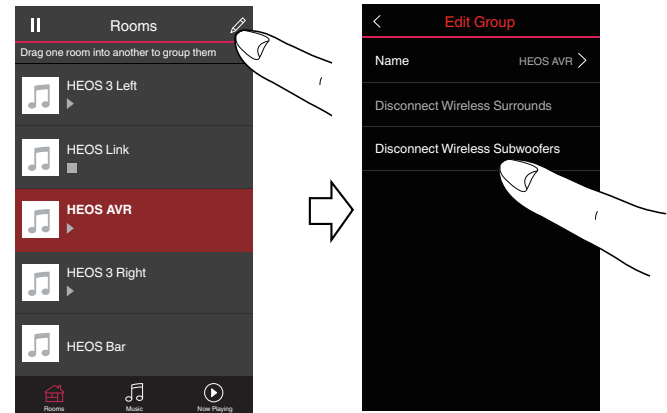 Rooms
Drag one room into another to group them
HEOS 3 Left
HEOS Link
HEOS AVR
HEOS 3 Right
HEOS Bar
Rooms
Music
Now Playing
Edit Group
Name
HEOS AVR
Disconnect Wireless Surrounds
Disconnect Wireless Subwoofers